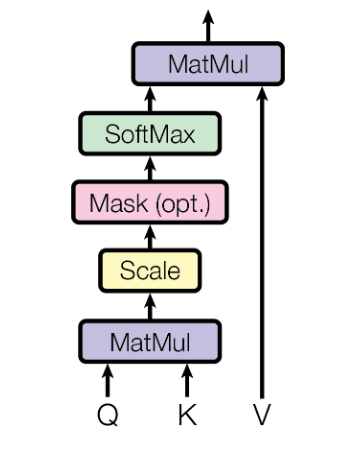 MatMul
SoftMax
Mask (opt.)
Scale
MatMul
Q K V